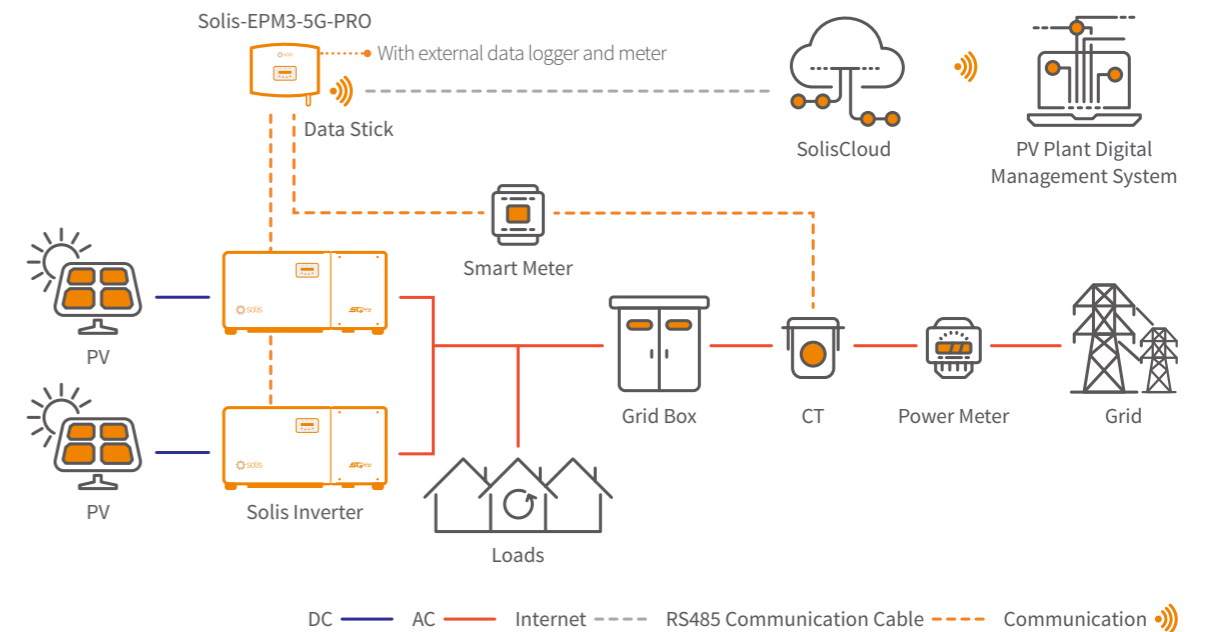 Solis-EPM3-5G-PRO
With external data logger and meter
Data Stick
SolisCloud
PV Plant Digital
Management System
Smart Meter
solis
PV
Grid Box
CT
Power Meter
Grid
solis
PV
Solis Inverter
Loads
DC
AC
Internet
RS485 Communication Cable
Communication